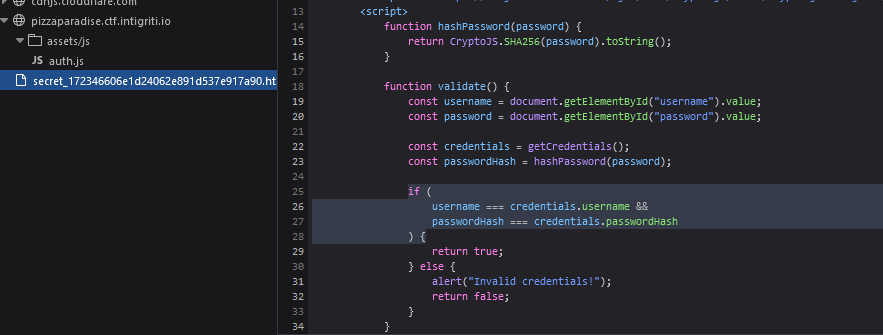 cdnjs.cloudflare.com
pizzaparadise.ctf.intigriti.io
assets/js
JS auth.js
secret_172346606e1d24062e891d537e917a90.ht
13 <script>
14 function hashPassword(password) {
15 return CryptoJS.SHA256(password).toString();
16 }
17
18 function validate() {
19 const username = document.getElementById("username").value;
20 const password = document.getElementById("password").value;
21
22 const credentials = getCredentials();
23 const passwordHash = hashPassword(password);
24
25 if (
26 username === credentials.username &&
27 passwordHash === credentials.passwordHash
28 ) {
29 return true;
30 } else {
31 alert("Invalid credentials!");
32 return false;
33 }
34 }